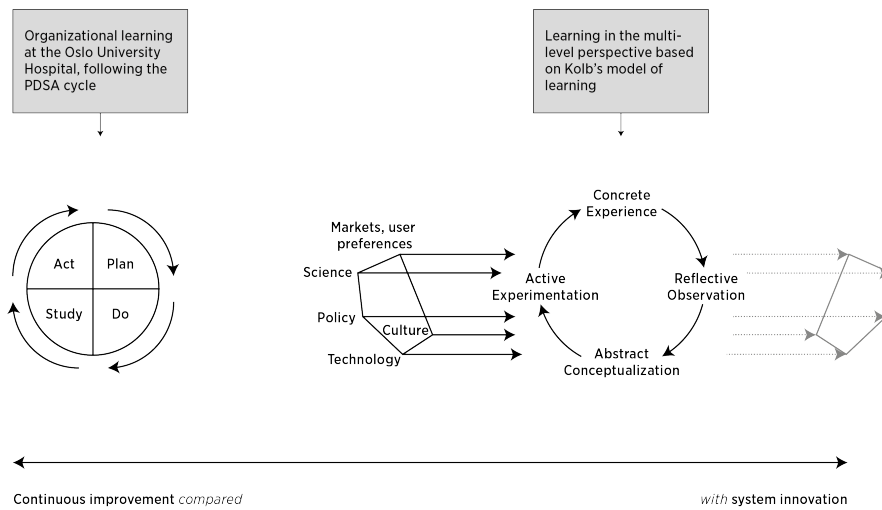 Organizational learning
at the Oslo University
Hospital, following the
PDSA cycle
Learning in the multi-
level perspective based
on Kolb's model of
learning
Act
Plan
Study
Do
Markets, user
preferences
Science
Policy
Culture
Technology
Concrete
Experience
Active
Experimentation
Reflective
Observation
Abstract
Conceptualization
Continuous improvement compared
with system innovation